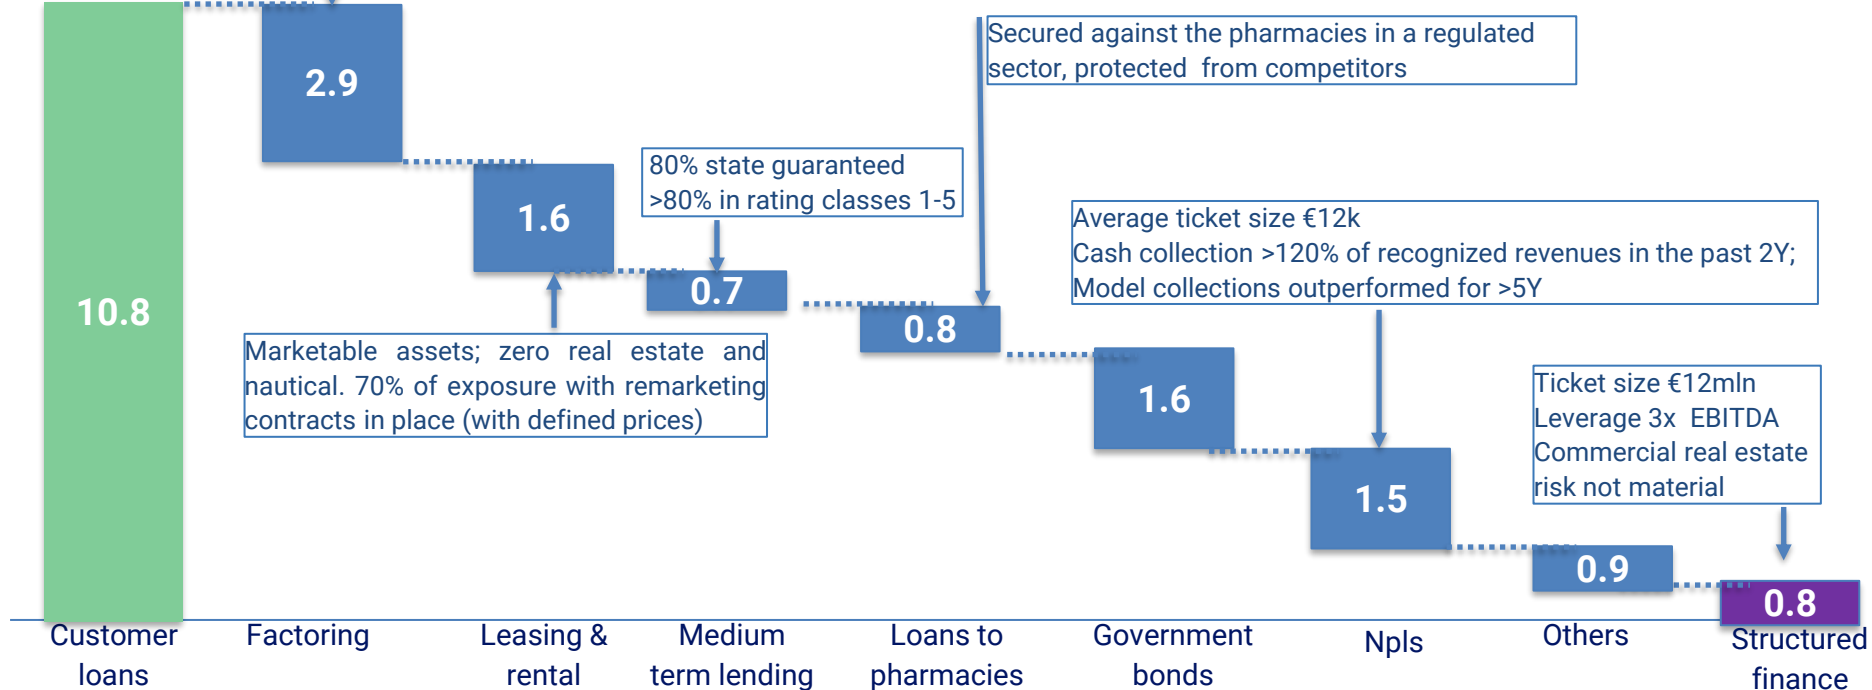 Secured against the pharmacies in a regulated
sector, protected from competitors
2.9
80% state guaranteed
>80% in rating classes 1-5
1.6
Average ticket size €12k
Cash collection >120% of recognized revenues in the past 2Y;
Model collections outperformed for >5Y
0.7
10.8
0.8
Marketable assets; zero real estate and
nautical. 70% of exposure with remarketing
contracts in place (with defined prices)
1.6
Ticket size €12mln
Leverage 3x EBITDA
Commercial real estate
risk not material
1.5
0.9
0.8
Customer
loans
Factoring
Leasing &
rental
Medium
term lending
Loans to
pharmacies
Government
bonds
Npls
Others
Structured
finance